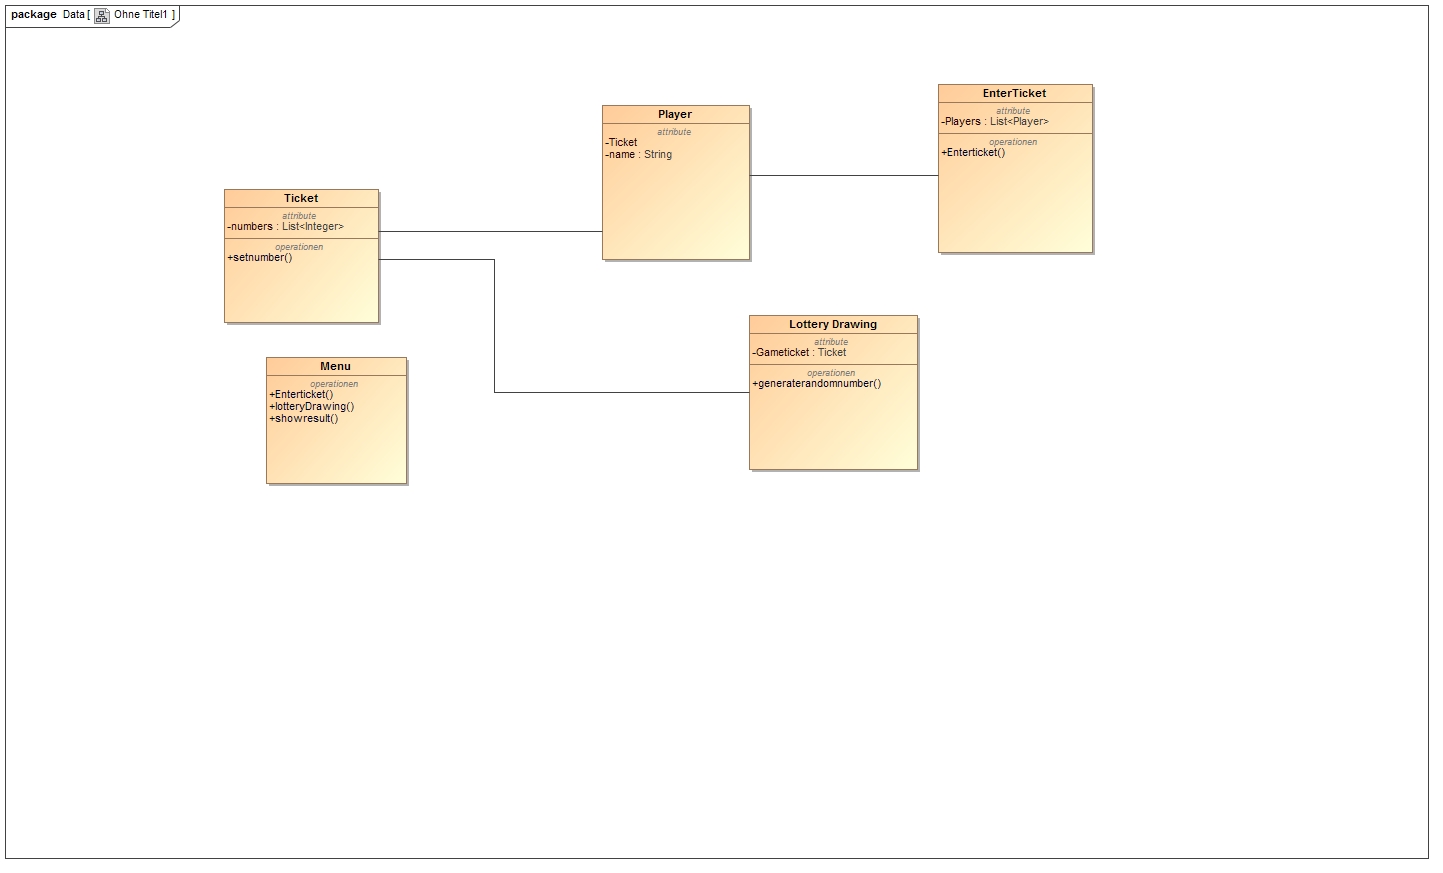 package Data [ Ohne Titel1 ]
EnterTicket
attribute
-Players : List<Player>
operationen
+Enterticket()
Player
attribute
-Ticket
-name : String
Ticket
attribute
-numbers : List<Integer>
operationen
+setnumber()
Lottery Drawing
attribute
-Gameticket : Ticket
operationen
+generaterandomnumber()
Menu
operationen
+Enterticket()
+lotteryDrawing()
+showresult()